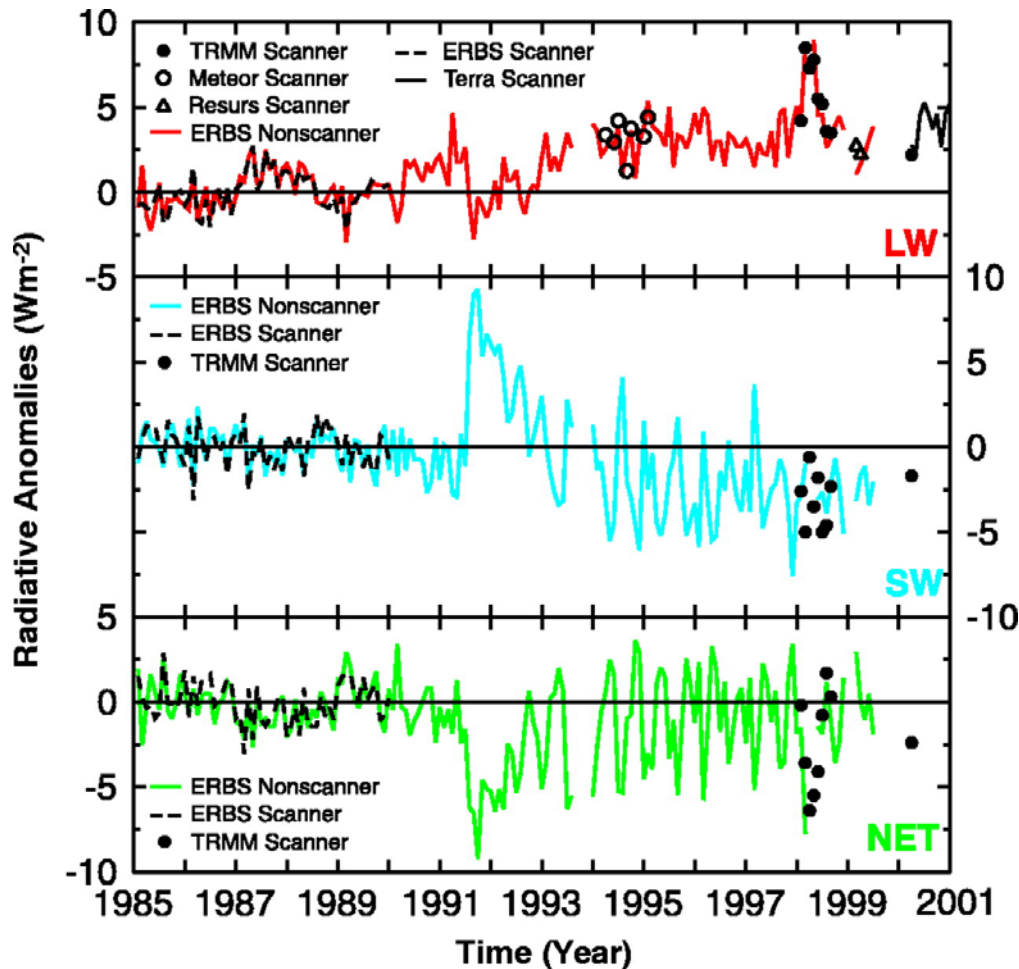 10
TRMM Scanner
ERBS Scanner
Meteor Scanner
Terra Scanner
Resurs Scanner
ERBS Nonscanner
5
0
LW
-5
10
ERBS Nonscanner
ERBS Scanner
TRMM Scanner
5
0
-5
SW
5
-10
0
ERBS Nonscanner
-5
ERBS Scanner
TRMM Scanner
NET
-10
1985 1987 1989 1991 1993 1995 1997 1999 2001
Time (Year)
Radiative Anomalies (Wm-2)